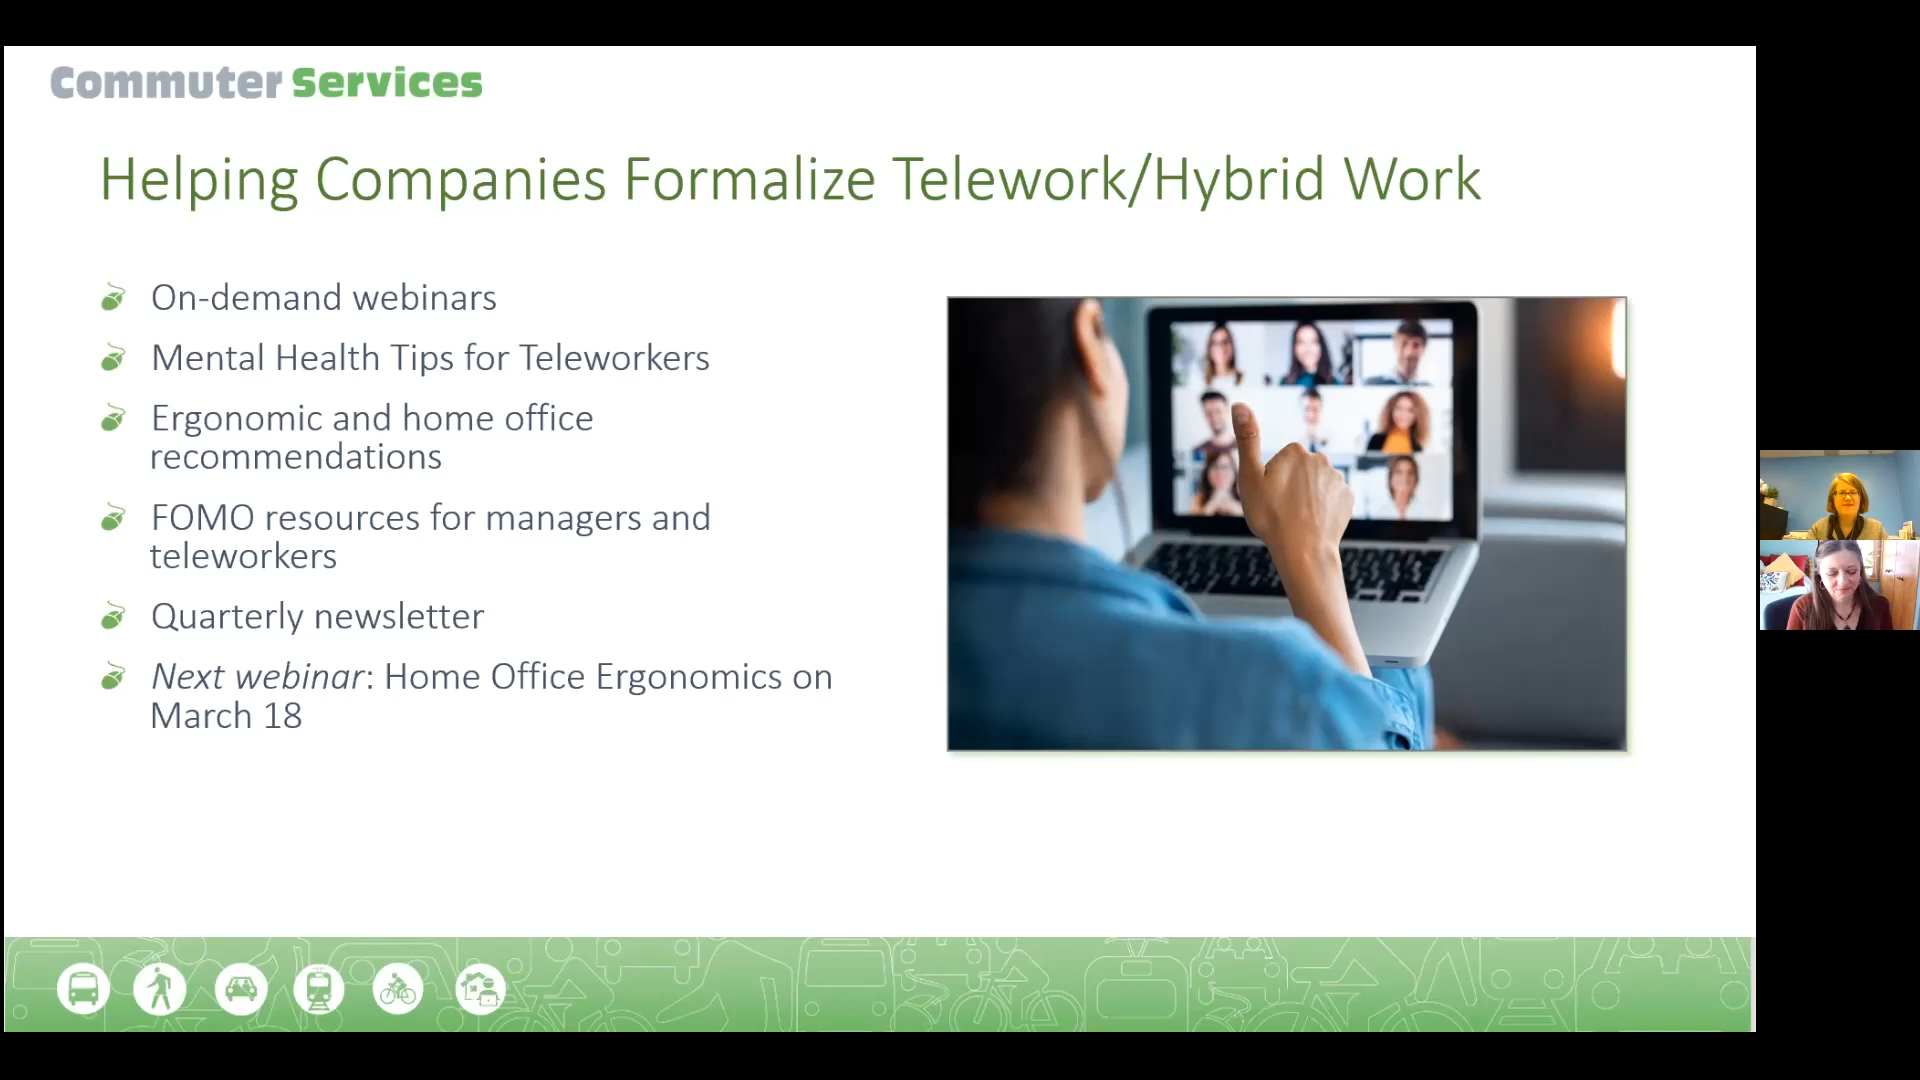 Commuter Services
Helping Companies Formalize Telework/Hybrid Work
On-demand webinars
Mental Health Tips for Teleworkers
Ergonomic and home office
recommendations
FOMO resources for managers and
teleworkers
Quarterly newsletter
Next webinar: Home Office Ergonomics on
March 18